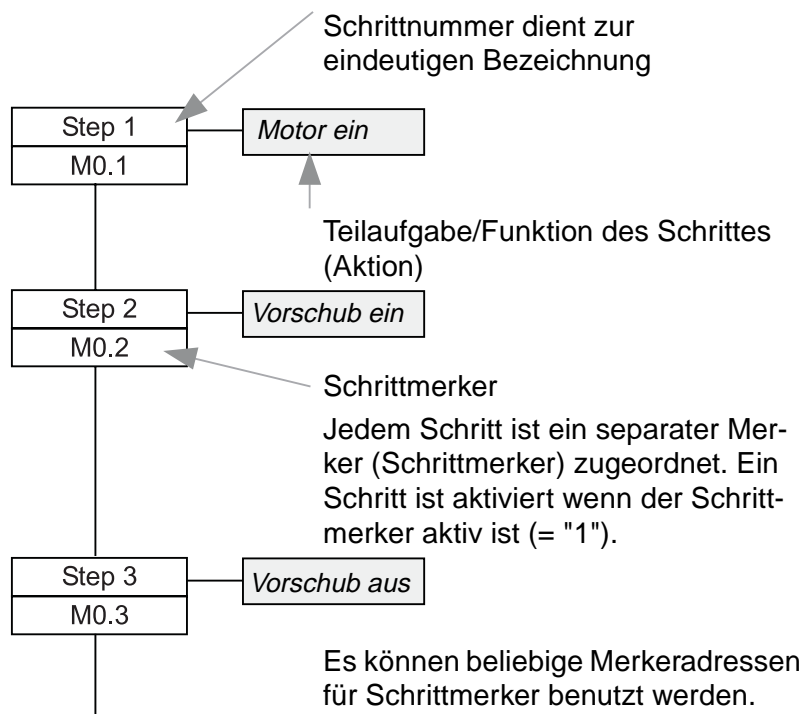 Schrittnummer dient zur
eindeutigen Bezeichnung
Step 1
Motor ein
M0.1
Teilaufgabe/Funktion des Schrittes
(Aktion)
Step 2
Vorschub ein
M0.2
Schrittmerker
Jedem Schritt ist ein separater Mer-
ker (Schrittmerker) zugeordnet. Ein
Schritt ist aktiviert wenn der Schritt-
merker aktiv ist (= "1").
Step 3
Vorschub aus
M0.3
Es können beliebige Merkeradressen
für Schrittmerker benutzt werden.